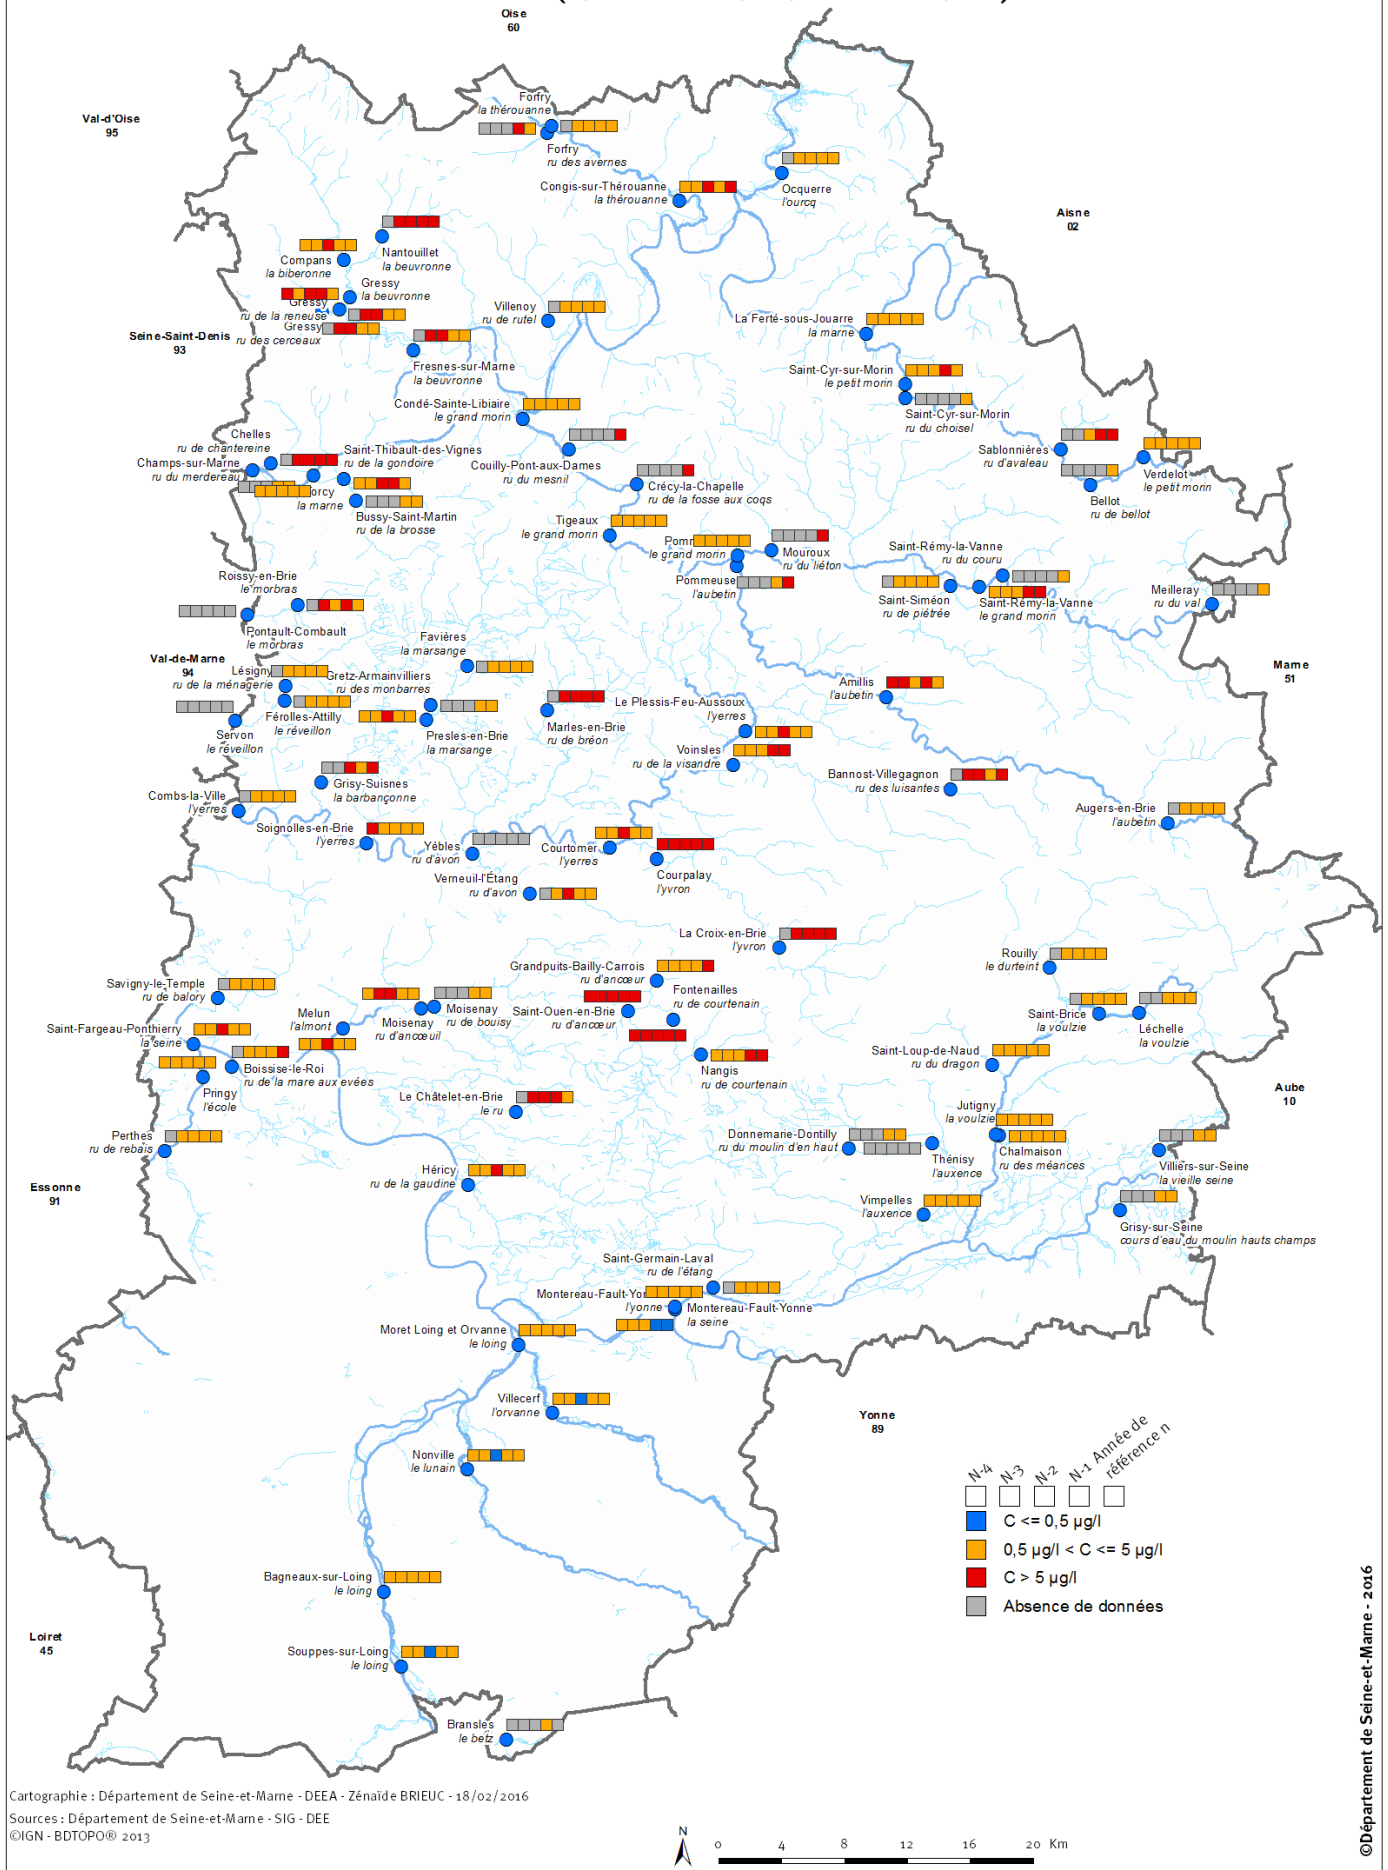 Oise
60
Val-d'Oise
95
Forfry
la thérouanne
Forfry
ru des avernes
Congis-sur-Thérouanne
la thérouanne
Ocquerre
l'ourcq
Aisne
02
Nantouillet
la beuvronne
Compans
la biberonne
Gressy
la beuvronne
Gressy
ru de la reneuse
Gressy
ru des cerceaux
Seine-Saint-Denis
93
Villenoy
ru de rutel
La Ferté-sous-Jouarre
la marne
Fresnes-sur-Marne
la beuvronne
Saint-Cyr-sur-Morin
le petit morin
Saint-Cyr-sur-Morin
ru du choisel
Condé-Sainte-Libiaire
le grand morin
Chelles
ru de chantereine
Champs-sur-Marne
ru du merdereau
Saint-Thibault-des-Vignes
ru de la gondoire
Couilly-Pont-aux-Dames
ru du mesnil
Sablonnières
ru d'avaleau
Verdelot
le petit morin
Bellot
ru de bellot
orcy
la marne
Bussy-Saint-Martin
ru de la brosse
Crécy-la-Chapelle
ru de la fosse aux coqs
Tigeaux
le grand morin
Pomm
le grand morin
Mouroux
ru du liéton
Pommeuse
l'aubetin
Saint-Rémy-la-Vanne
ru du couru
Saint-Siméon
ru de piétrée
Saint-Rémy-la-Vanne
le grand morin
Meilleray
ru du val
Roissy-en-Brie
le morbras
Pontault-Combault
le morbras
Val-de-Marne
94
Marne
51
Favières
la marsange
Lésigny
ru de la ménagerie
Gretz-Armainvilliers
ru des monbarres
Férolles-Attilly
le réveillon
Servon
le réveillon
Presles-en-Brie
la marsange
Marles-en-Brie
ru de bréon
Le Plessis-Feu-Aussoux
l'yerres
Amillis
l'aubetin
Voinsles
ru de la visandre
Bannost-Villegagnon
ru des luisantes
Augers-en-Brie
l'aubetin
Grisy-Suisnes
la barbançonne
Combs-la-Ville
l'yerres
Soignolles-en-Brie
l'yerres
Yèbles
ru d'avon
Courtomer
l'yerres
Courpalay
l'yvron
Verneuil-l'Étang
ru d'avon
La Croix-en-Brie
l'yvron
Rouilly
le durteint
Grandpuits-Bailly-Carrois
ru d'ancœur
Fontenailles
ru de courtenain
Saint-Ouen-en-Brie
ru d'ancœur
Savigny-le-Temple
ru de balory
Moisenay
ru d'ancœuil
Moisenay
ru de bouisy
Melun
l'almont
Saint-Fargeau-Ponthierry
la seine
Boissise-le-Roi
ru de la mare aux evées
Pringy
l'école
Saint-Brice
la voulzie
Léchelle
la voulzie
Nangis
ru de courtenain
Saint-Loup-de-Naud
ru du dragon
Aube
10
Le Châtelet-en-Brie
le ru
Perthes
ru de rebais
Jutigny
la voulzie
Chalmaison
ru des méances
Donnemarie-Dontilly
ru du moulin d'en haut
Thénisy
l'auxence
Villiers-sur-Seine
la vieille seine
Essonne
91
Héricy
ru de la gaudine
Vimpelles
l'auxence
Grisy-sur-Seine
cours d'eau du moulin hauts champs
Saint-Germain-Laval
ru de l'étang
Montereau-Fault-Yon
l'yonne
Montereau-Fault-Yonne
la seine
Moret Loing et Orvanne
le loing
Villecerf
l'orvanne
Yonne
89
Nonville
le lunain
N-4
N-3
N-2
N-1
Année de
référence n
C <= 0,5 µg/l
0,5 µg/l < C <= 5 µg/l
C > 5 µg/l
Absence de données
Bagneaux-sur-Loing
le loing
Loiret
45
Souppes-sur-Loing
le loing
Bransles
le betz
Cartographie : Département de Seine-et-Marne - DEEA - Zénaïde BRIEUC - 18/02/2016
Sources : Département de Seine-et-Marne - SIG - DEE
©IGN - BDTOPO® 2013
N
0 4 8 12 16 20 Km
©Département de Seine-et-Marne - 2016